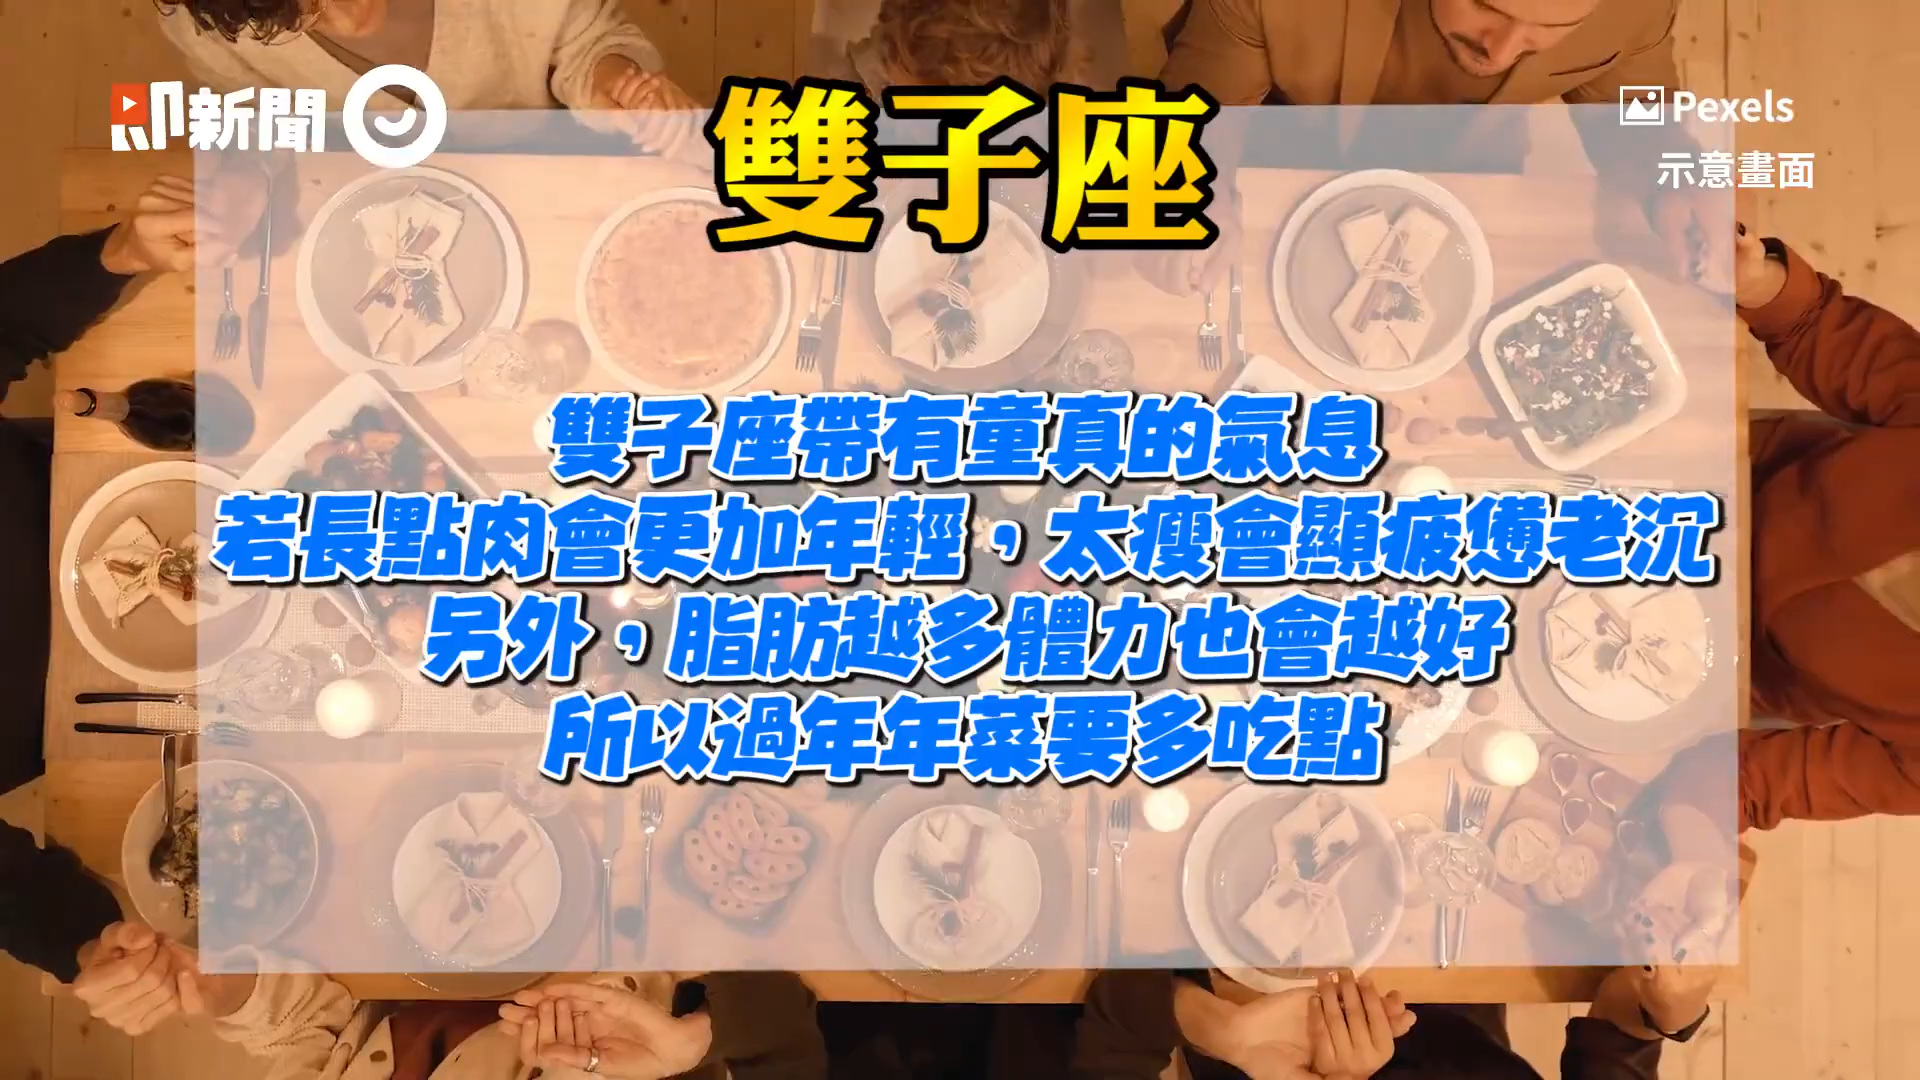 即新聞
Pexels
示意畫面
雙子座
雙子座帶有童真的氣息
若長點肉會更加年輕，太瘦會顯疲憊老沉
另外，脂肪越多體力也會越好
所以過年年菜要多吃點